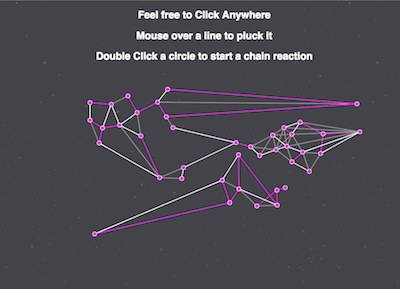 Feel free to Click Anywhere
Mouse over a line to pluck it
Double Click a circle to start a chain reaction